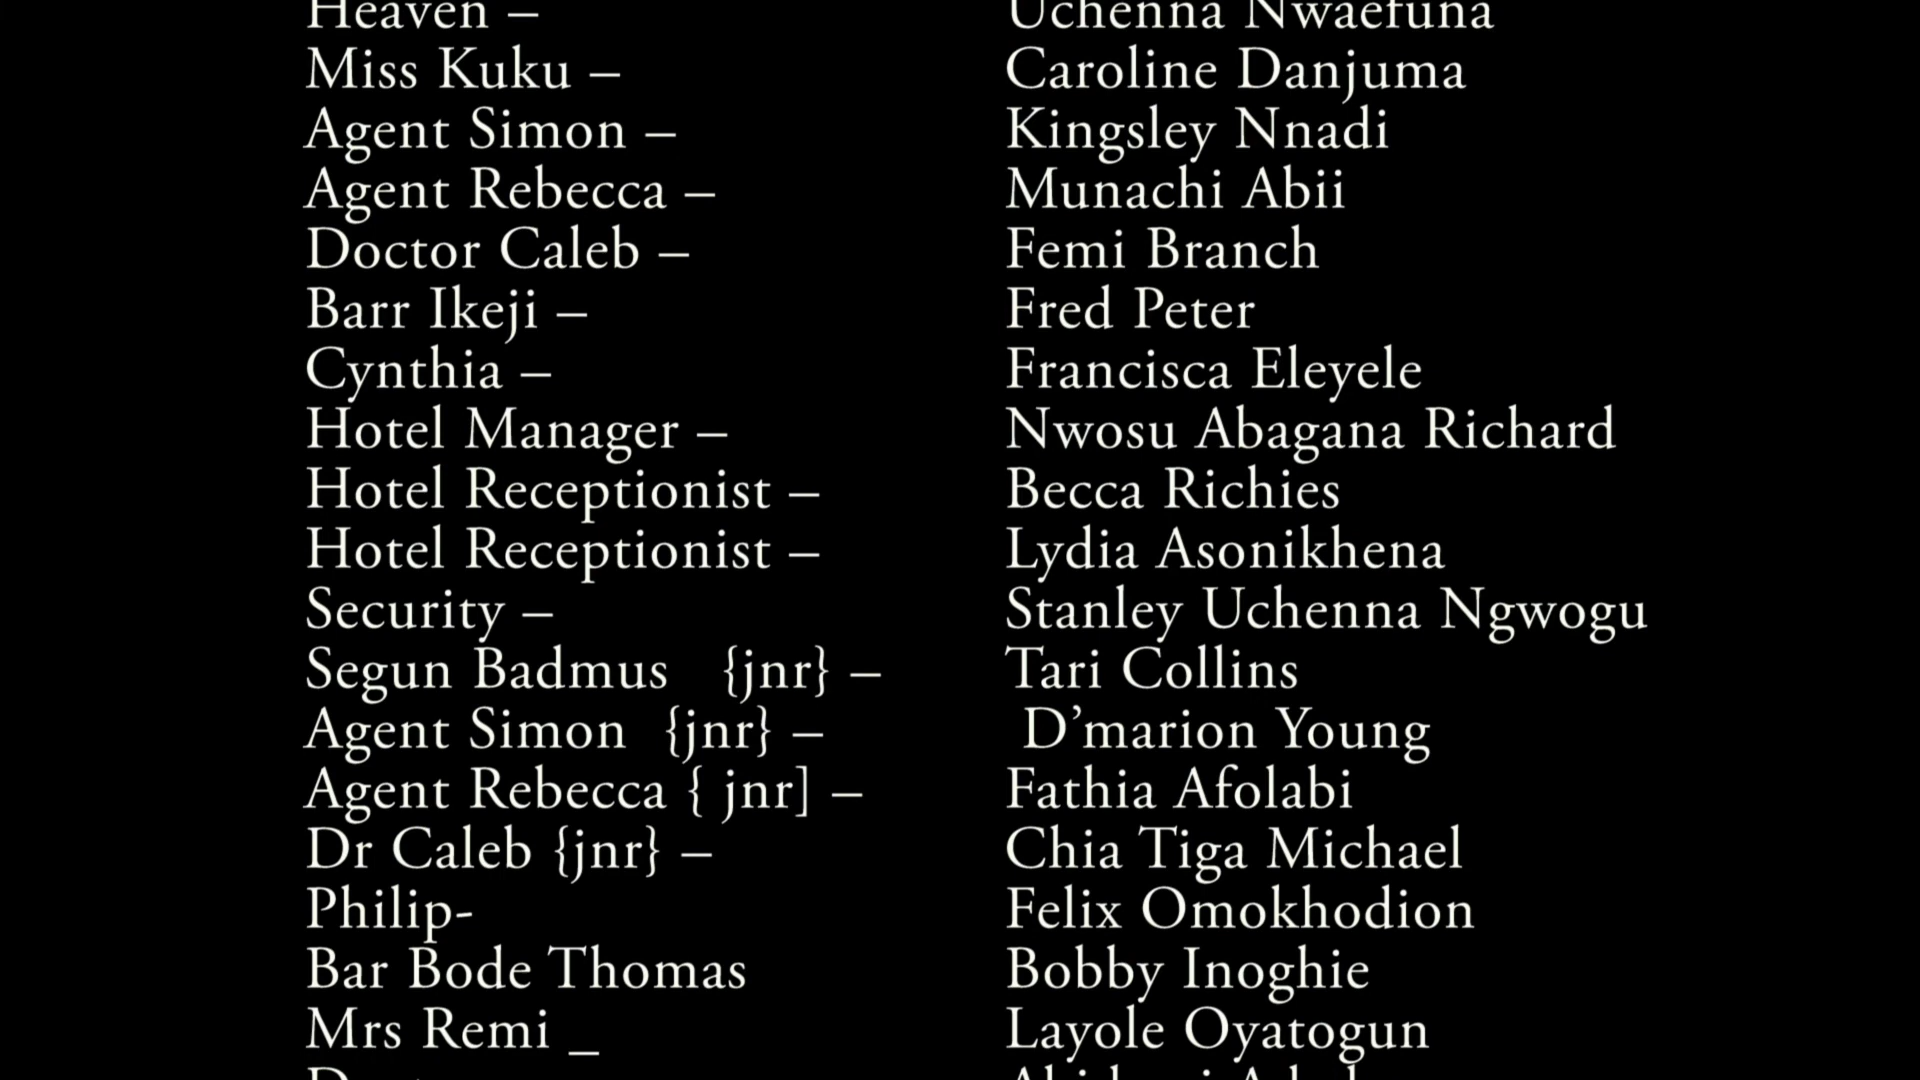 Heaven – Uchenna Nwaefuna
Miss Kuku – Caroline Danjuma
Agent Simon – Kingsley Nnadi
Agent Rebecca – Munachi Abii
Doctor Caleb – Femi Branch
Barr Ikeji – Fred Peter
Cynthia – Francisca Eleyele
Hotel Manager – Nwosu Abagana Richard
Hotel Receptionist – Becca Richies
Hotel Receptionist – Lydia Asonikhena
Security – Stanley Uchenna Ngwogu
Segun Badmus {jnr} – Tari Collins
Agent Simon {jnr} – D’marion Young
Agent Rebecca { jnr] – Fathia Afolabi
Dr Caleb {jnr} – Chia Tiga Michael
Philip- Felix Omokhodion
Bar Bode Thomas Bobby Inoghie
Mrs Remi _ Layole Oyatogun